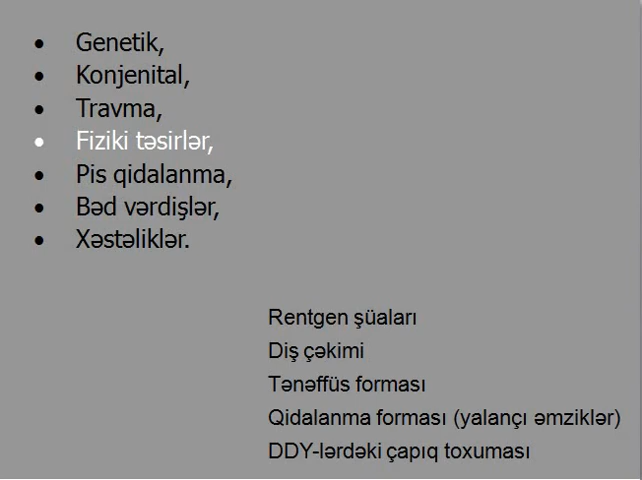 • Genetik,
• Konjenital,
• Travma,
• Fiziki təsirlər,
• Pis qidalanma,
• Bəd vərdişlər,
• Xəstəliklər.
Rentgen şüaları
Diş çəkimi
Tənəffüs forması
Qidalanma forması (yalançı əmziklər)
DDY-lərdəki çapıq toxuması